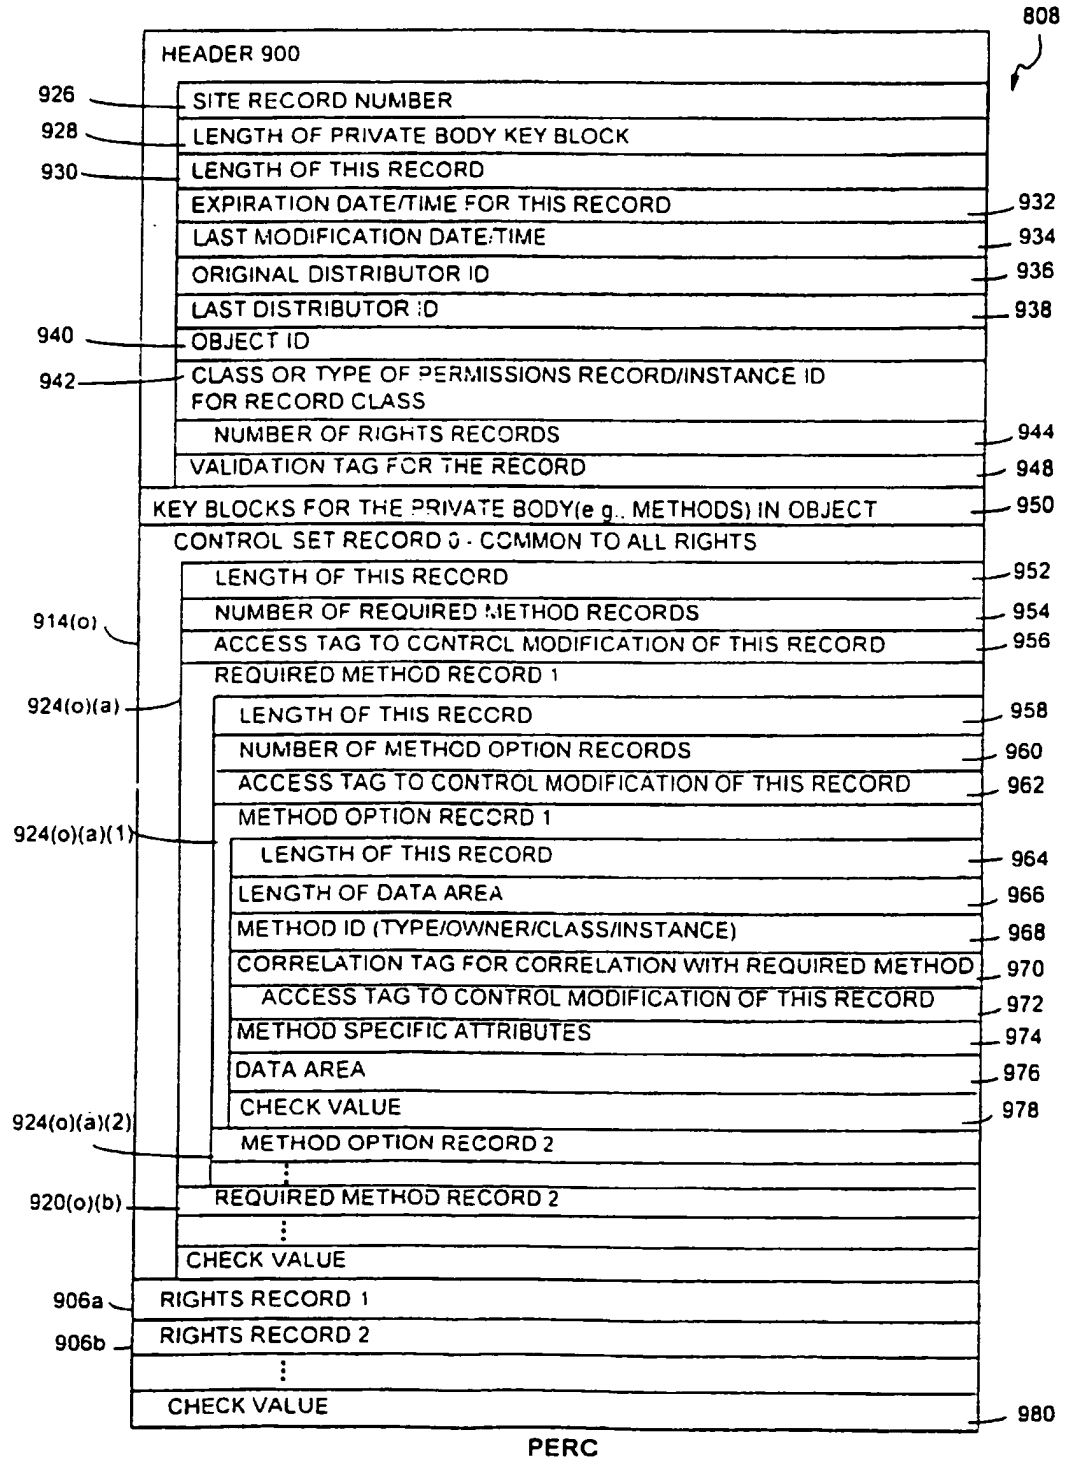 808
HEADER 900
926 SITE RECORD NUMBER
928 LENGTH OF PRIVATE BODY KEY BLOCK
930 LENGTH OF THIS RECORD
EXPIRATION DATE/TIME FOR THIS RECORD 932
LAST MODIFICATION DATE/TIME 934
ORIGINAL DISTRIBUTOR ID 936
LAST DISTRIBUTOR ID 938
940 OBJECT ID
942 CLASS OR TYPE OF PERMISSIONS RECORD/INSTANCE ID
FOR RECORD CLASS
NUMBER OF RIGHTS RECORDS 944
VALIDATION TAG FOR THE RECORD 948
KEY BLOCKS FOR THE PRIVATE BODY(e g., METHODS) IN OBJECT 950
CONTROL SET RECORD 0 - COMMON TO ALL RIGHTS
LENGTH OF THIS RECORD 952
914(o) NUMBER OF REQUIRED METHOD RECORDS 954
ACCESS TAG TO CONTROL MODIFICATION OF THIS RECORD 956
REQUIRED METHOD RECORD 1
924(o)(a) LENGTH OF THIS RECORD 958
NUMBER OF METHOD OPTION RECORDS 960
ACCESS TAG TO CONTROL MODIFICATION OF THIS RECORD 962
924(o)(a)(1) METHOD OPTION RECORD 1
LENGTH OF THIS RECORD 964
LENGTH OF DATA AREA 966
METHOD ID (TYPE/OWNER/CLASS/INSTANCE) 968
CORRELATION TAG FOR CORRELATION WITH REQUIRED METHOD 970
ACCESS TAG TO CONTROL MODIFICATION OF THIS RECORD 972
METHOD SPECIFIC ATTRIBUTES 974
DATA AREA 976
CHECK VALUE 978
924(o)(a)(2) METHOD OPTION RECORD 2
920(o)(b) REQUIRED METHOD RECORD 2
CHECK VALUE
906a RIGHTS RECORD 1
906b RIGHTS RECORD 2
CHECK VALUE 980
PERC